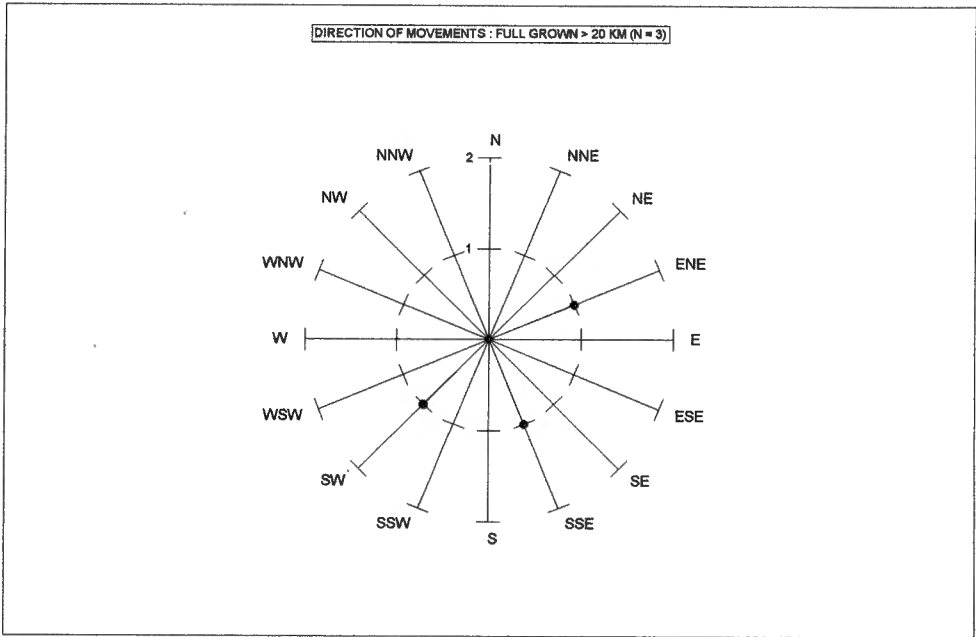 DIRECTION OF MOVEMENTS : FULL GROWN > 20 KM (N = 3)
N
NNW
2
NNE
NW
NE
1
WNW
ENE
W
E
WSW
ESE
SW
SE
SSW
SSE
S